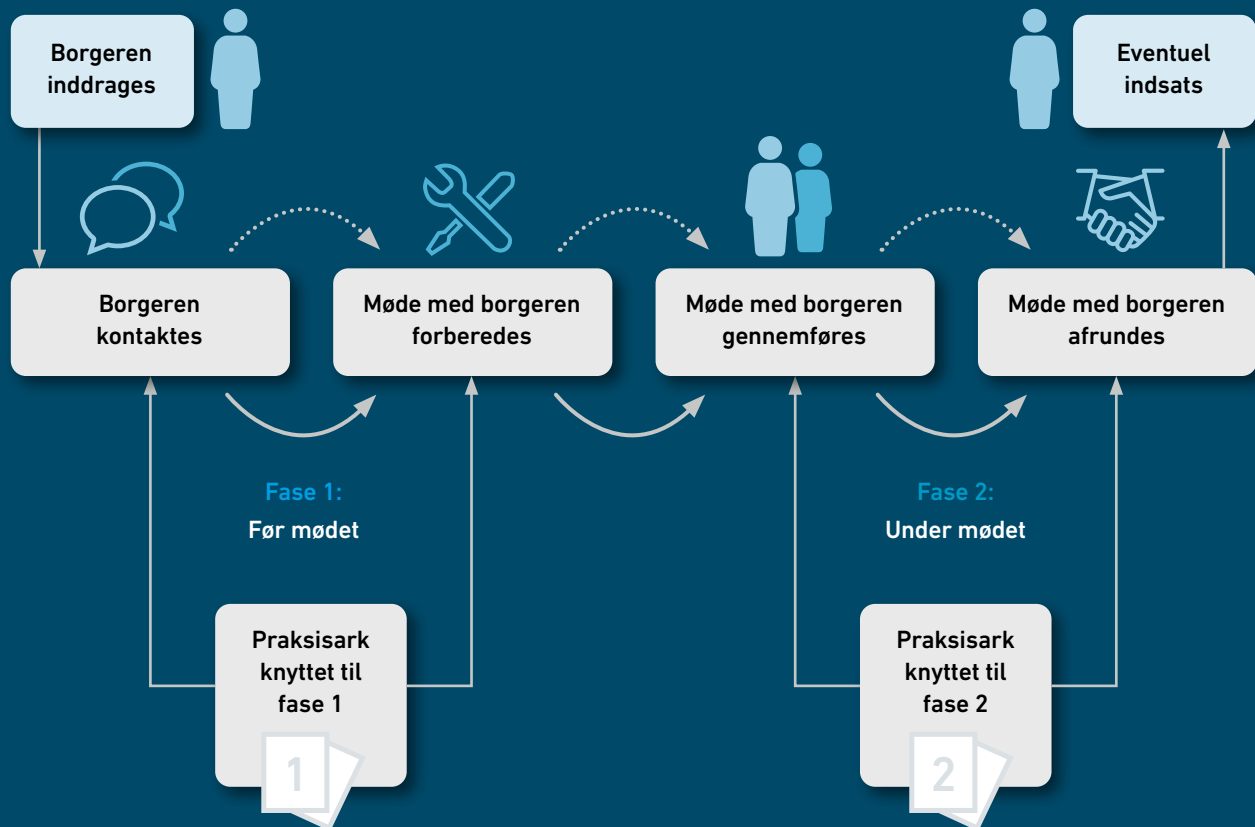 Borgeren
inddrages
Eventuel
indsats
Borgeren
kontaktes
Møde med borgeren
forberedes
Møde med borgeren
gennemføres
Møde med borgeren
afrundes
Fase 1:
Før mødet
Fase 2:
Under mødet
Praksisark
knyttet til
fase 1
1
Praksisark
knyttet til
fase 2
2